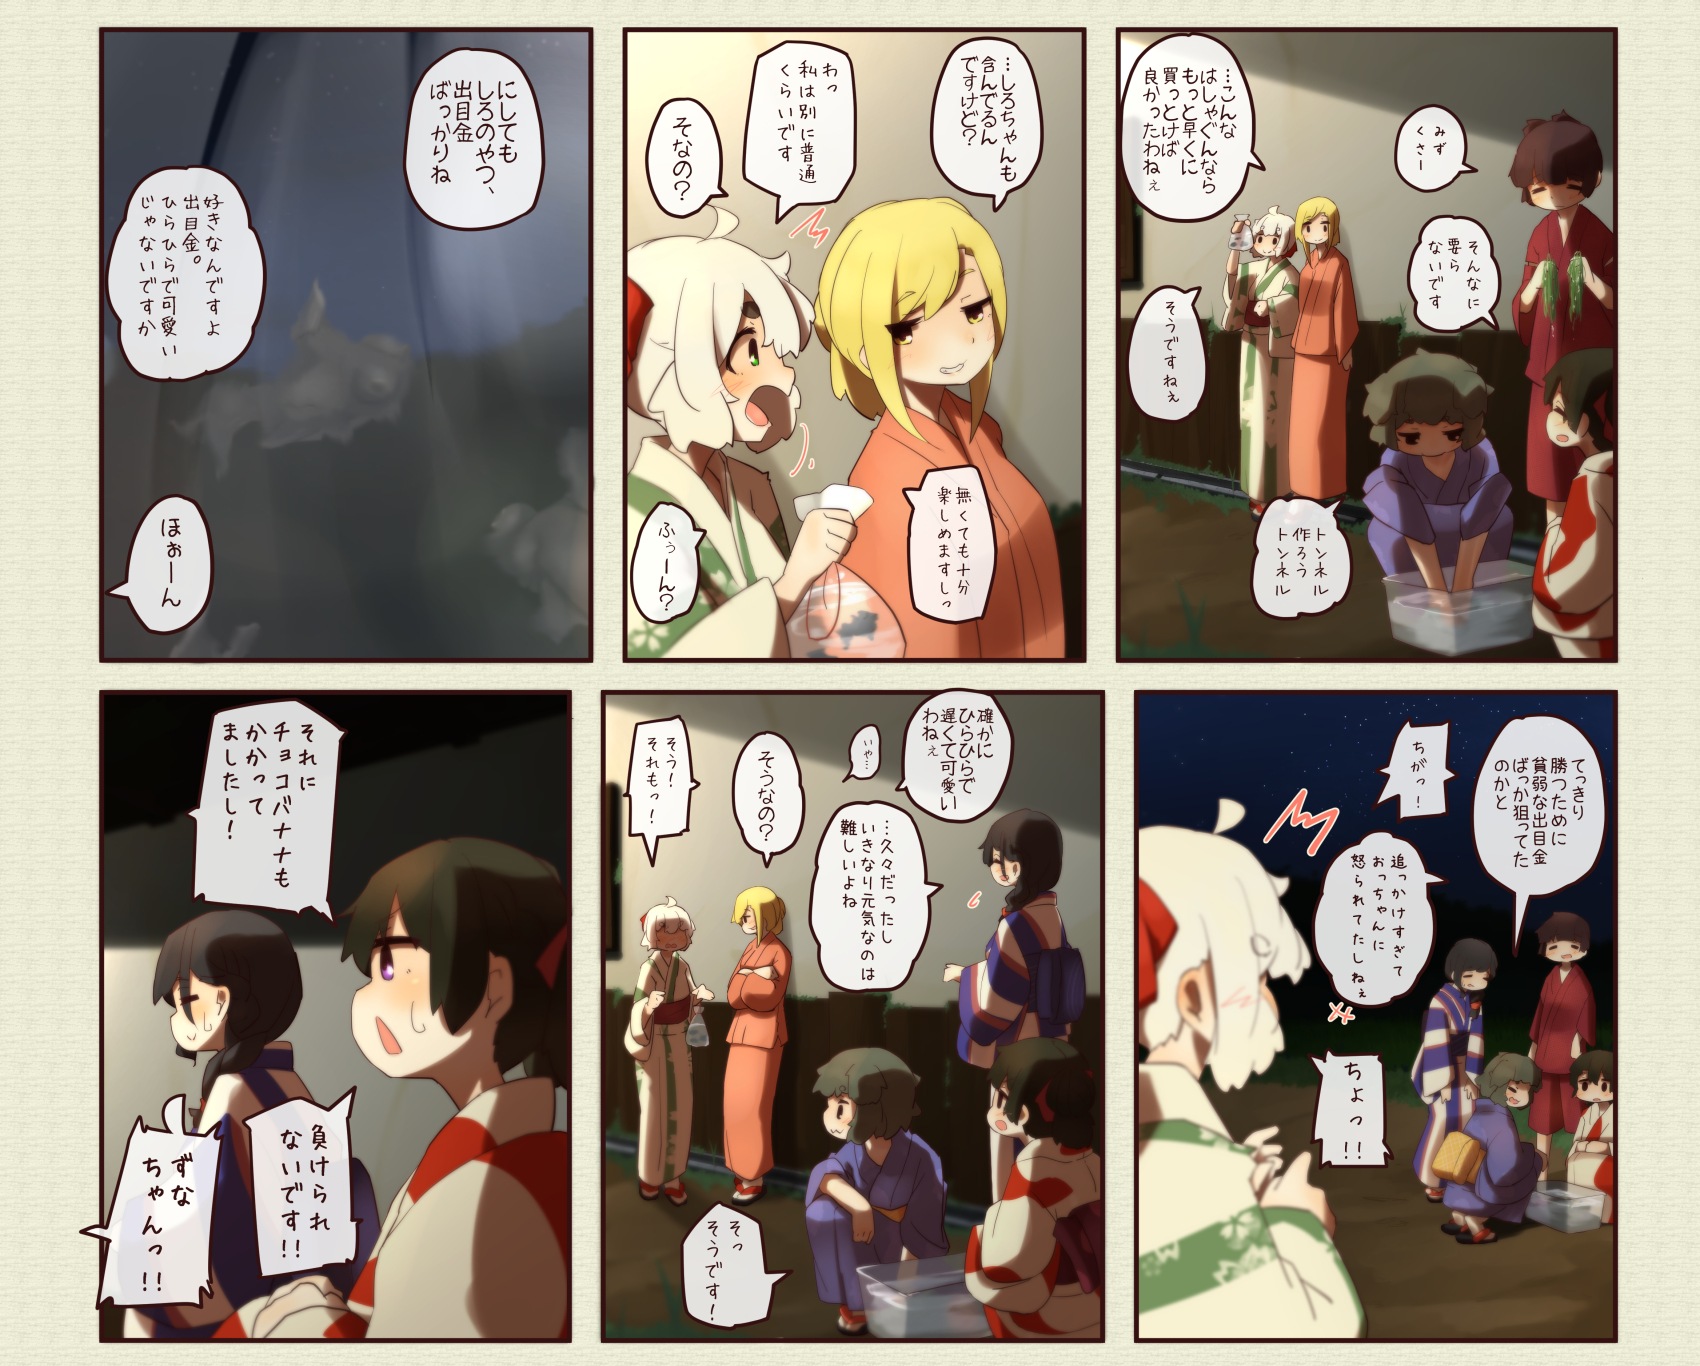 …こんな
はしゃぐんなら
もっと早くに
買っとけば
良かったわねぇ
みず
くさー
そんなに
要ら
ないです
そうですねぇ
トンネル
作ろう
トンネル
…しろちゃんも
含んでるん
ですけど?
わっ
私は別に普通
くらいです
そなの?
無くても十分
楽しめますしっ
ふぅーん?
にしても
しろのやつ、
出目金
ばっかりね
好きなんですよ
出目金。
ひらひらで可愛い
じゃないですか
ほぉーん
てっきり
勝つために
貧弱な出目金
ばっか狙ってた
のかと
ちがっ!
追っかけすぎて
おっちゃんに
怒られてたしねぇ
ちょっ!!
確かに
ひらひらで
遅くて可愛い
わねぇ
いや…
…久々だったし
いきなり元気なのは
難しいよね
そうなの?
そう!
それもっ!
そっ
そうです!
それに
チョコバナナも
かかって
ましたし!
負けられ
ないです!!
ずな
ちゃんっ!!